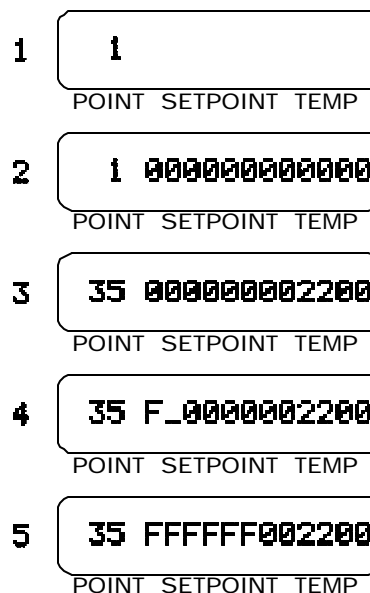 1 1
POINT SETPOINT TEMP
2 1 000000000000
POINT SETPOINT TEMP
3 35 000000002200
POINT SETPOINT TEMP
4 35 F_0000002200
POINT SETPOINT TEMP
5 35 FFFFFF002200
POINT SETPOINT TEMP